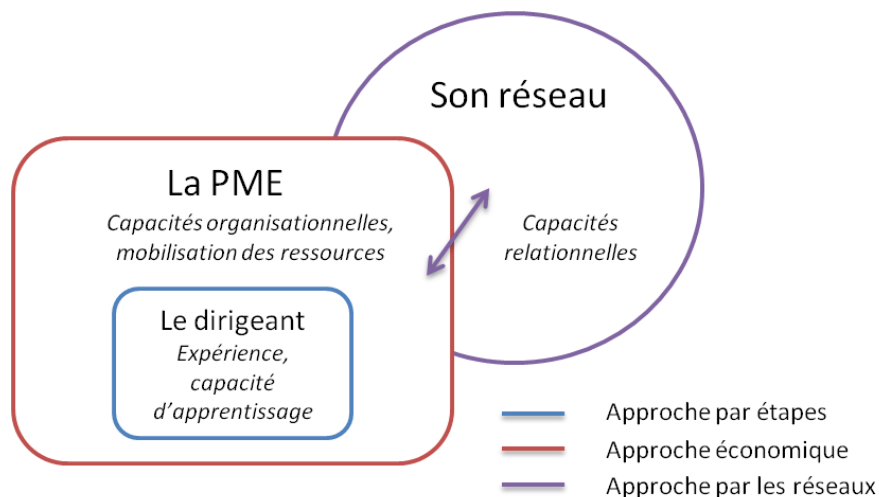 Son réseau
La PME
Capacités organisationnelles,
mobilisation des ressources
Capacités
relationnelles
Le dirigeant
Expérience,
capacité
d'apprentissage
Approche par étapes
Approche économique
Approche par les réseaux